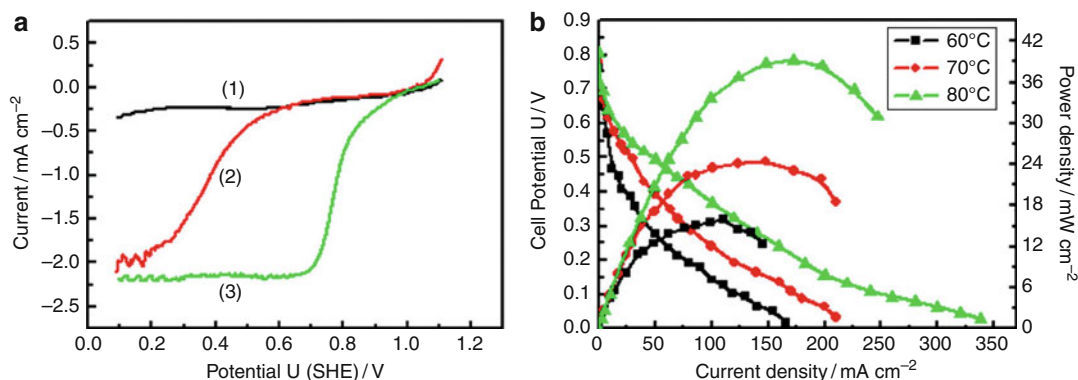 a
Current / mA cm−2
0.5
0.0
−0.5
−1.0
−1.5
−2.0
−2.5
(1)
(2)
(3)
0.0 0.2 0.4 0.6 0.8 1.0 1.2
Potential U (SHE) / V
b
Cell Potential U / V
0.9
0.8
0.7
0.6
0.5
0.4
0.3
0.2
0.1
0.0
60°C
70°C
80°C
42
36
30
24
18
12
6
0
Power density / mW cm−2
0 50 100 150 200 250 300 350
Current density / mA cm−2